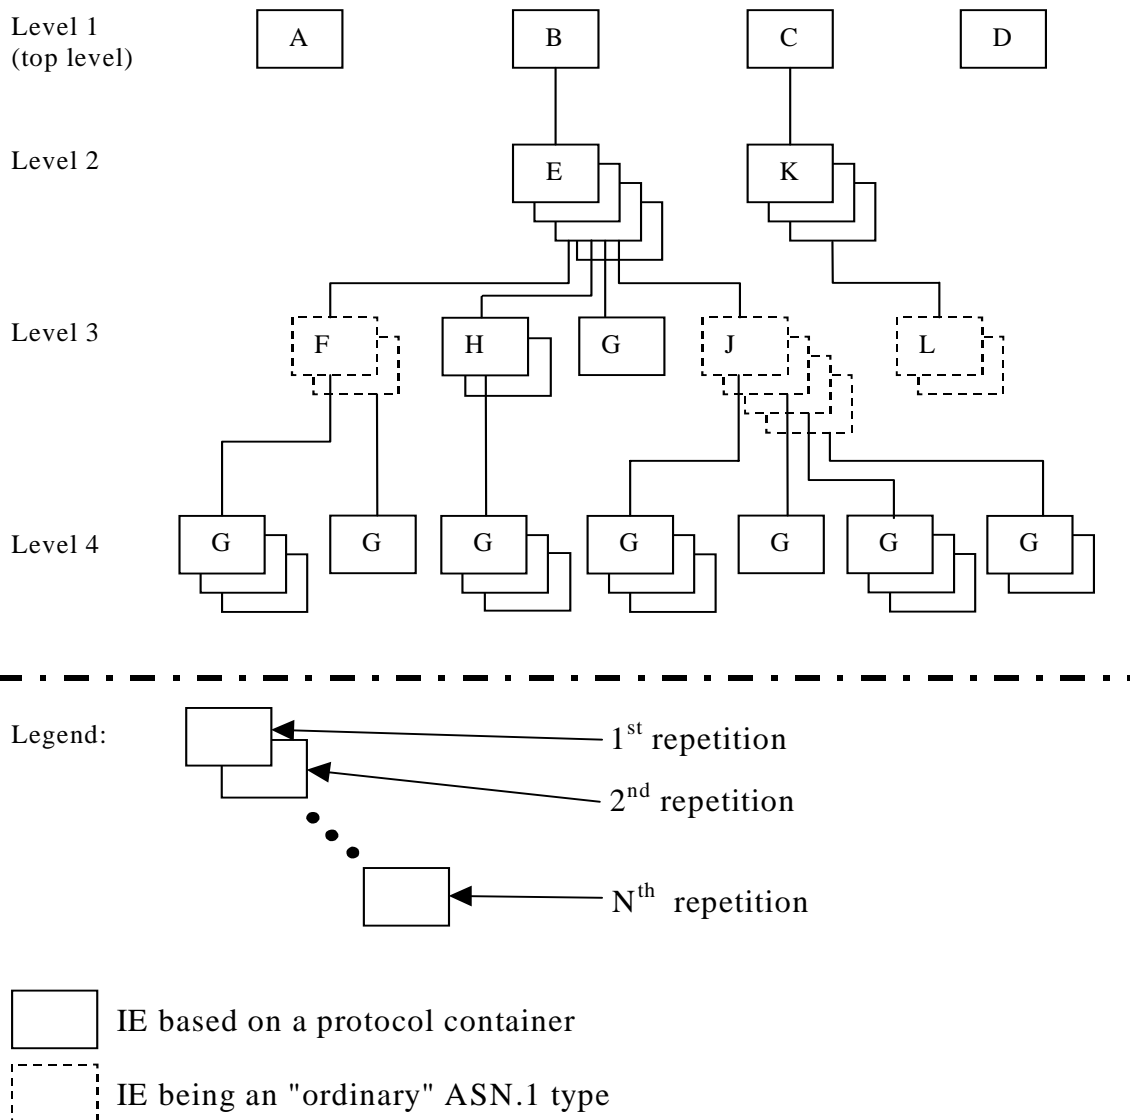 Level 1
(top level)
A
B
C
D
Level 2
E
K
Level 3
F
H
G
J
L
Level 4
G
G
G
G
G
G
G
Legend:
1st repetition
2nd repetition
Nth repetition
IE based on a protocol container
IE being an "ordinary" ASN.1 type